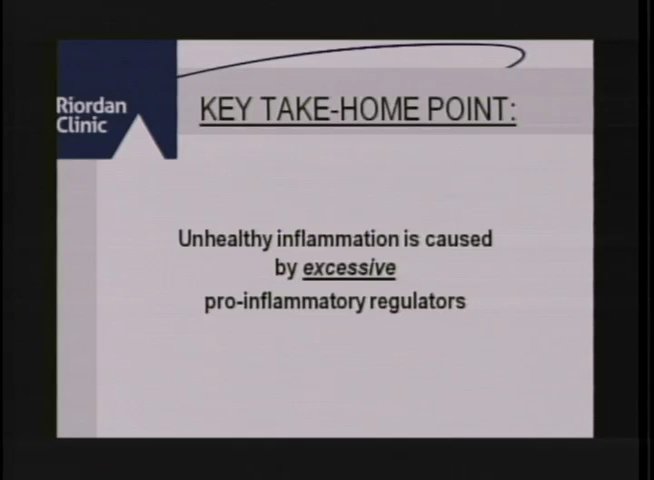 Riordan
Clinic
KEY TAKE-HOME POINT:
Unhealthy inflammation is caused
by excessive
pro-inflammatory regulators